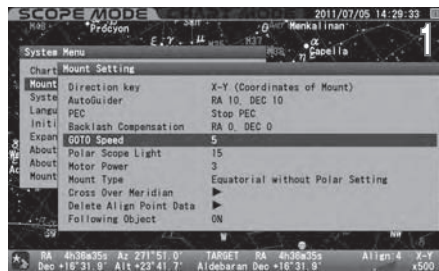 SCOPE MODE 2011/07/05 14:29:33
Procyon Menkalinan
M37
α
Capella
1
System Menu
Chart Mount Setting
Mount Direction key X-Y (Coordinates of Mount)
Syste AutoGuider RA 10, DEC 10
Langu PEC Stop PEC
Initi Backlash Compensation RA 0, DEC 0
Expan GOTO Speed 5
About Polar Scope Light 15
About Motor Power 3
Mount Mount Type Equatorial without Polar Setting
Cross Over Meridian ▶
Delete Align Point Data ▶
Following Object ON
W NW
RA 4h36m35s Az 271°51.0' TARGET RA 4h36m35s Align 4 X-Y
Dec +16°31.9' Alt +23°41.7' Aldebaran Dec +16°31.9' x500